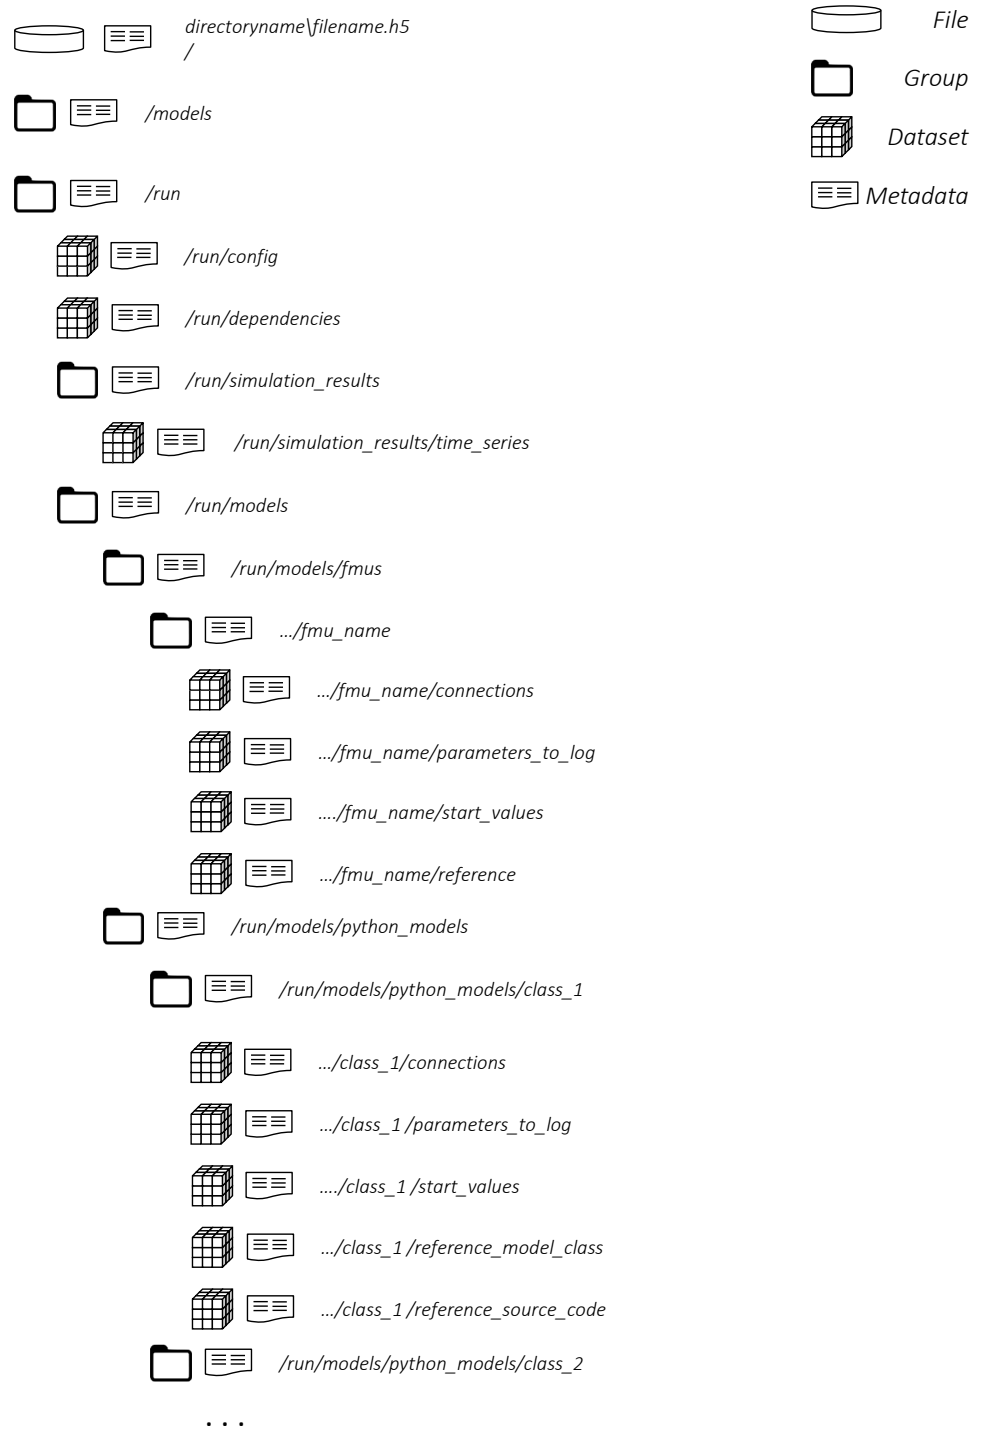 directoryname\filename.h5
/
File
Group
Dataset
Metadata
/models
/run
/run/config
/run/dependencies
/run/simulation_results
/run/simulation_results/time_series
/run/models
/run/models/fmus
.../fmu_name
.../fmu_name/connections
.../fmu_name/parameters_to_log
..../fmu_name/start_values
.../fmu_name/reference
/run/models/python_models
/run/models/python_models/class_1
.../class_1/connections
.../class_1 /parameters_to_log
..../class_1 /start_values
.../class_1 /reference_model_class
.../class_1 /reference_source_code
/run/models/python_models/class_2
. . .